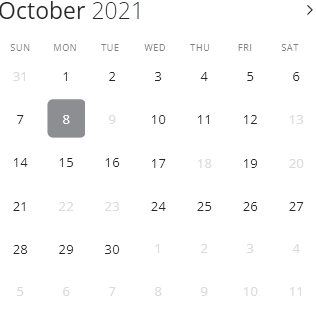 October 2021
SUN MON TUE WED THU FRI SAT
31 1 2 3 4 5 6
7 8 9 10 11 12 13
14 15 16 17 18 19 20
21 22 23 24 25 26 27
28 29 30 1 2 3 4
5 6 7 8 9 10 11